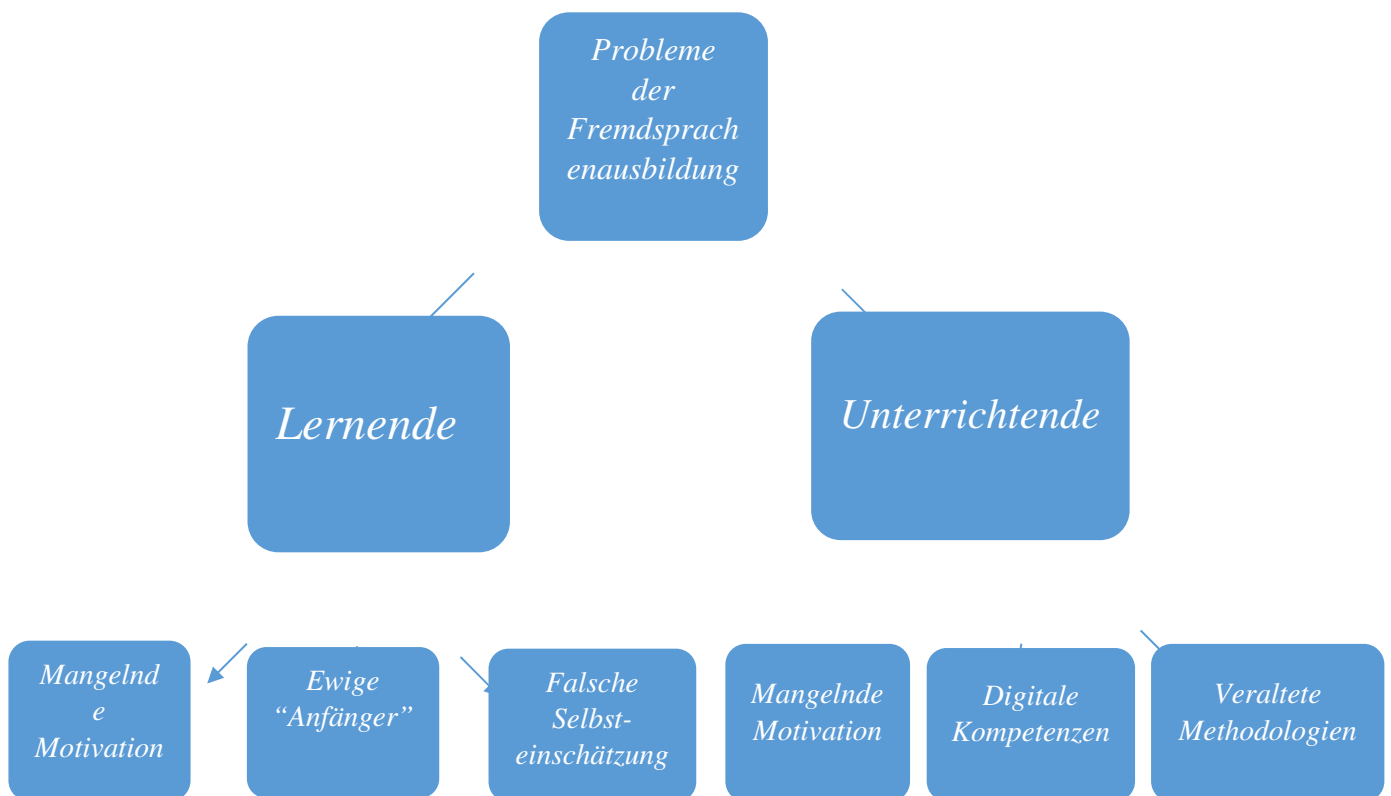 Probleme
der
Fremdsprach
enausbildung
Lernende
Unterrichtende
Mangelnd
e
Motivation
Ewige
“Anfänger”
Falsche
Selbst-
einschätzung
Mangelnde
Motivation
Digitale
Kompetenzen
Veraltete
Methodologien